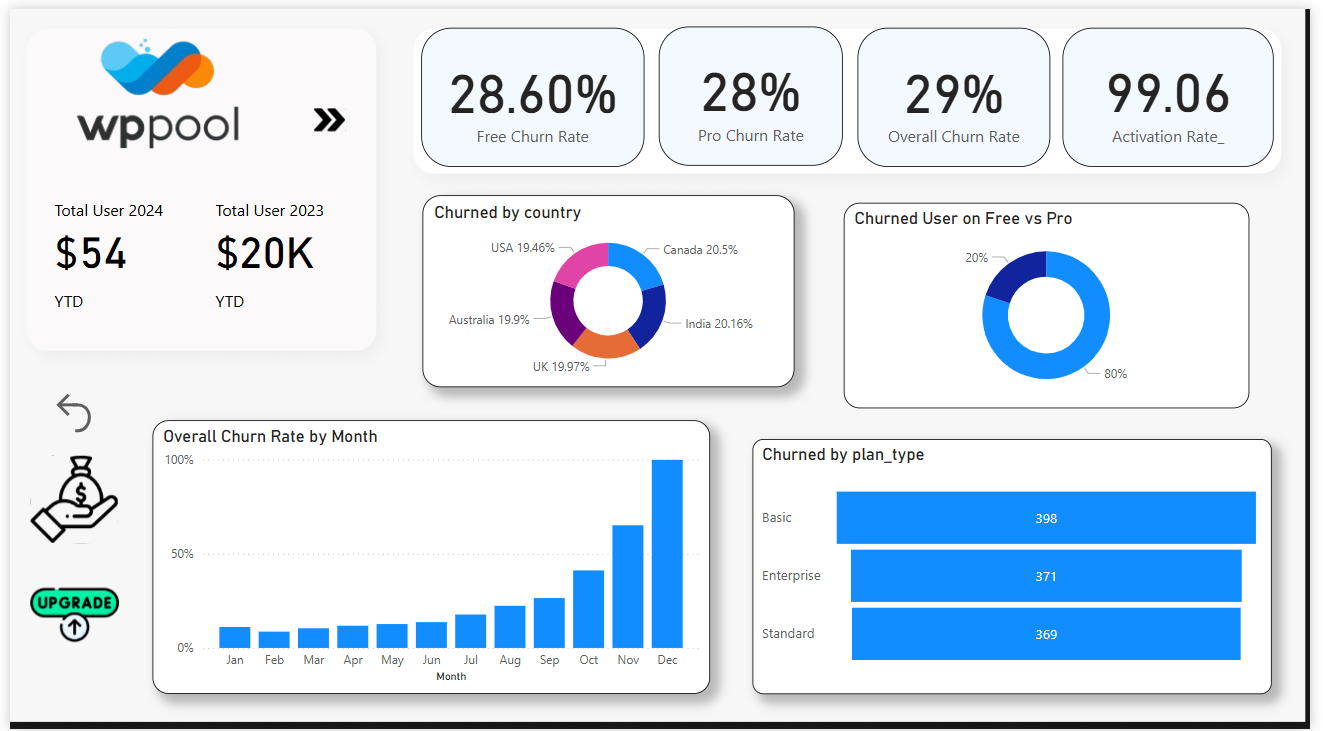 wppool
Total User 2024
$54
YTD
Total User 2023
$20K
YTD
28.60%
Free Churn Rate
28%
Pro Churn Rate
29%
Overall Churn Rate
99.06
Activation Rate_
Churned by country
USA 19.46%
Canada 20.5%
Australia 19.9%
India 20.16%
UK 19.97%
Churned User on Free vs Pro
20%
80%
$
UPGRADE
Overall Churn Rate by Month
100%
50%
0%
Jan Feb Mar Apr May Jun Jul Aug Sep Oct Nov Dec
Month
Churned by plan_type
Basic 398
Enterprise 371
Standard 369